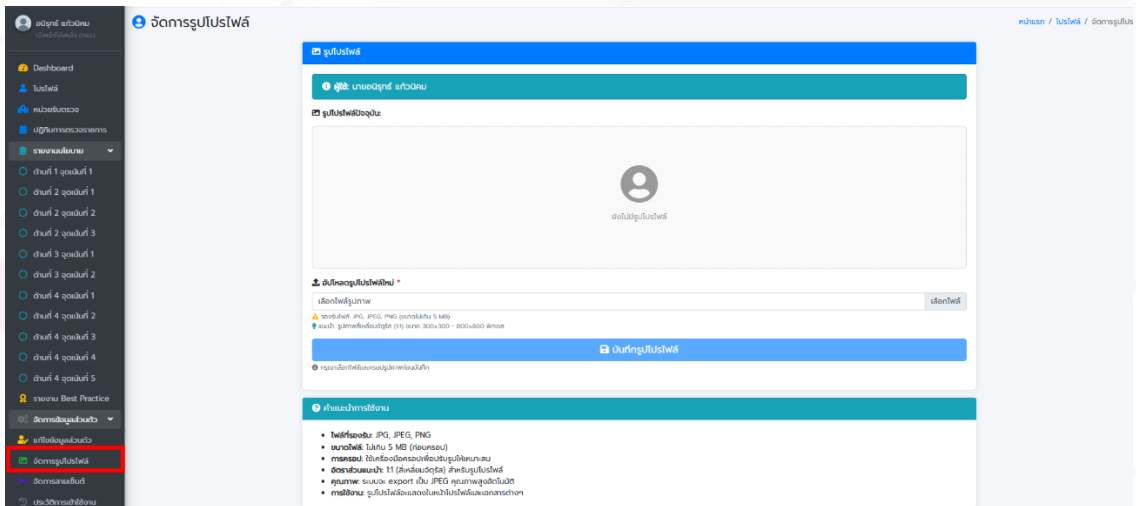 อนิรุทธ์ แก้วนิคม
จัดการรูปโปรไฟล์
หน้าแรก / โปรไฟล์ / จัดการรูปโปร
รูปโปรไฟล์
Dashboard
โปรไฟล์
หน่วยรับตรวจ
ปฏิทินการตรวจราชการ
รายงานนโยบาย
ด้านที่ 1 จุดเน้นที่ 1
ด้านที่ 2 จุดเน้นที่ 1
ด้านที่ 2 จุดเน้นที่ 2
ด้านที่ 2 จุดเน้นที่ 3
ด้านที่ 3 จุดเน้นที่ 1
ด้านที่ 3 จุดเน้นที่ 2
ด้านที่ 4 จุดเน้นที่ 1
ด้านที่ 4 จุดเน้นที่ 2
ด้านที่ 4 จุดเน้นที่ 3
ด้านที่ 4 จุดเน้นที่ 4
ด้านที่ 4 จุดเน้นที่ 5
รายงาน Best Practice
จัดการข้อมูลส่วนตัว
แก้ไขข้อมูลส่วนตัว
จัดการรูปโปรไฟล์
จัดการลายเซ็นต์
ประวัติการเข้าใช้งาน
ผู้ใช้: นายอนิรุทธ์ แก้วนิคม
รูปโปรไฟล์ปัจจุบัน:
ยังไม่มีรูปโปรไฟล์
อัปโหลดรูปโปรไฟล์ใหม่ *
เลือกไฟล์รูปภาพ
เลือกไฟล์
รองรับไฟล์: JPG, JPEG, PNG (ขนาดไม่เกิน 5 MB)
แนะนำ: รูปภาพสี่เหลี่ยมจัตุรัส (1:1) ขนาด 300x300 - 800x800 พิกเซล
บันทึกรูปโปรไฟล์
กรุณาเลือกไฟล์และครอปรูปภาพก่อนบันทึก
คำแนะนำการใช้งาน
• ไฟล์ที่รองรับ: JPG, JPEG, PNG
• ขนาดไฟล์: ไม่เกิน 5 MB (ก่อนครอป)
• การครอป: ใช้เครื่องมือครอปเพื่อปรับรูปให้เหมาะสม
• อัตราส่วนแนะนำ: 1:1 (สี่เหลี่ยมจัตุรัส) สำหรับรูปโปรไฟล์
• คุณภาพ: ระบบจะ export เป็น JPEG คุณภาพสูงอัตโนมัติ
• การใช้งาน: รูปโปรไฟล์จะแสดงในหน้าโปรไฟล์และเอกสารต่างๆ